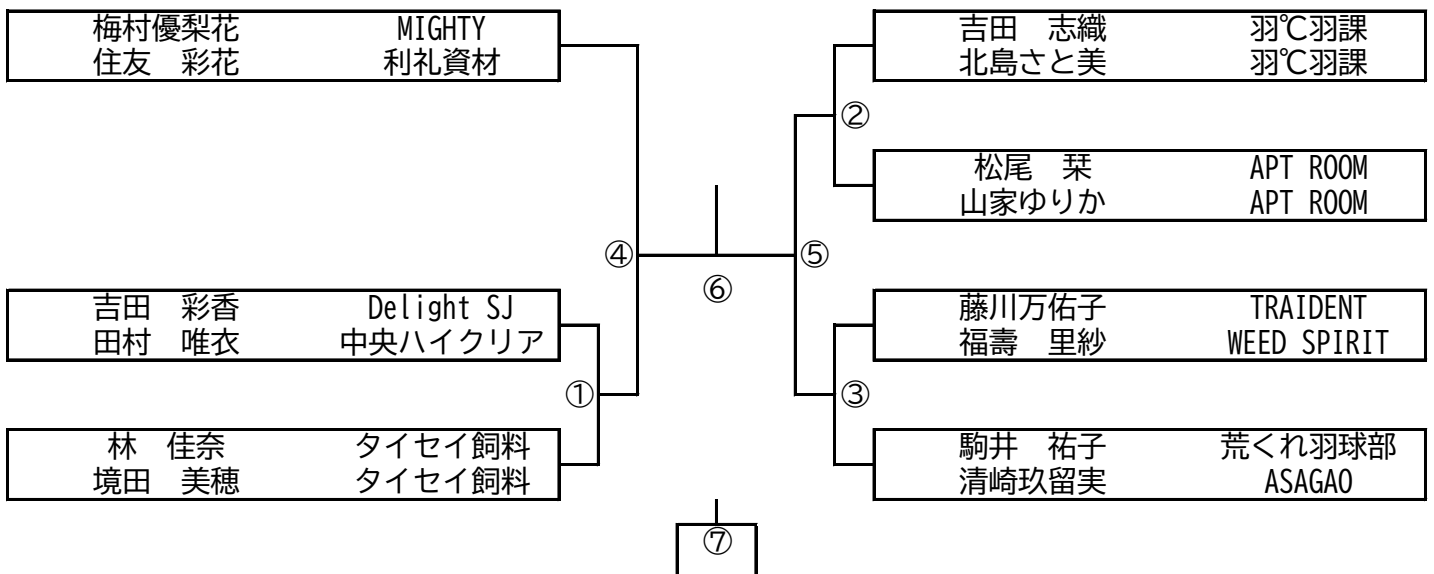 梅村優梨花 MIGHTY
住友 彩花 利礼資材
吉田 志織 羽℃羽課
北島さと美 羽℃羽課
②
松尾 栞 APT ROOM
山家ゆりか APT ROOM
④
⑤
⑥
吉田 彩香 Delight SJ
田村 唯衣 中央ハイクリア
藤川万佑子 TRAIDENT
福壽 里紗 WEED SPIRIT
①
③
林 佳奈 タイセイ飼料
境田 美穂 タイセイ飼料
駒井 祐子 荒くれ羽球部
清崎玖留実 ASAGAO
⑦